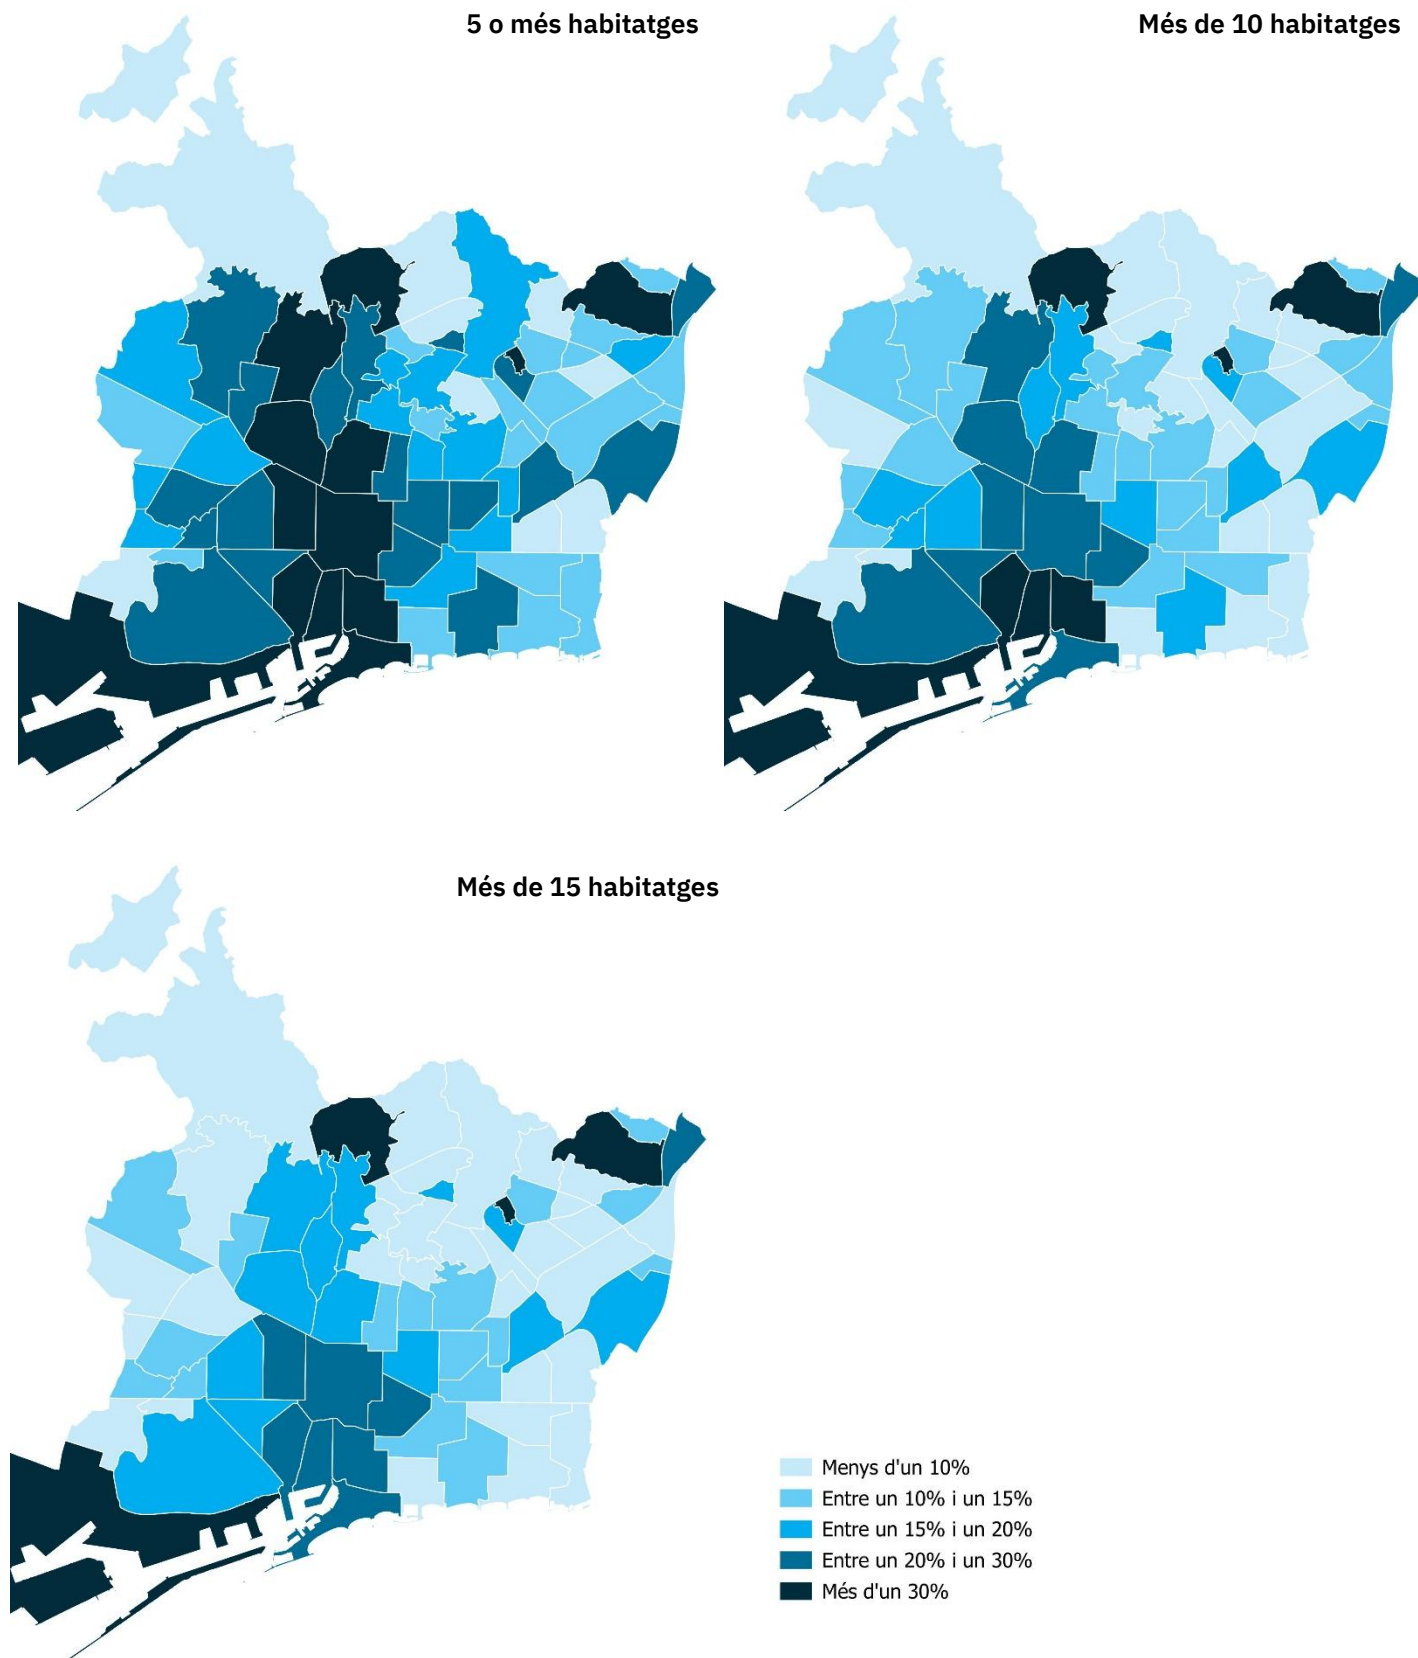 5 o més habitatges
Més de 10 habitatges
Més de 15 habitatges
Menys d'un 10%
Entre un 10% i un 15%
Entre un 15% i un 20%
Entre un 20% i un 30%
Més d'un 30%